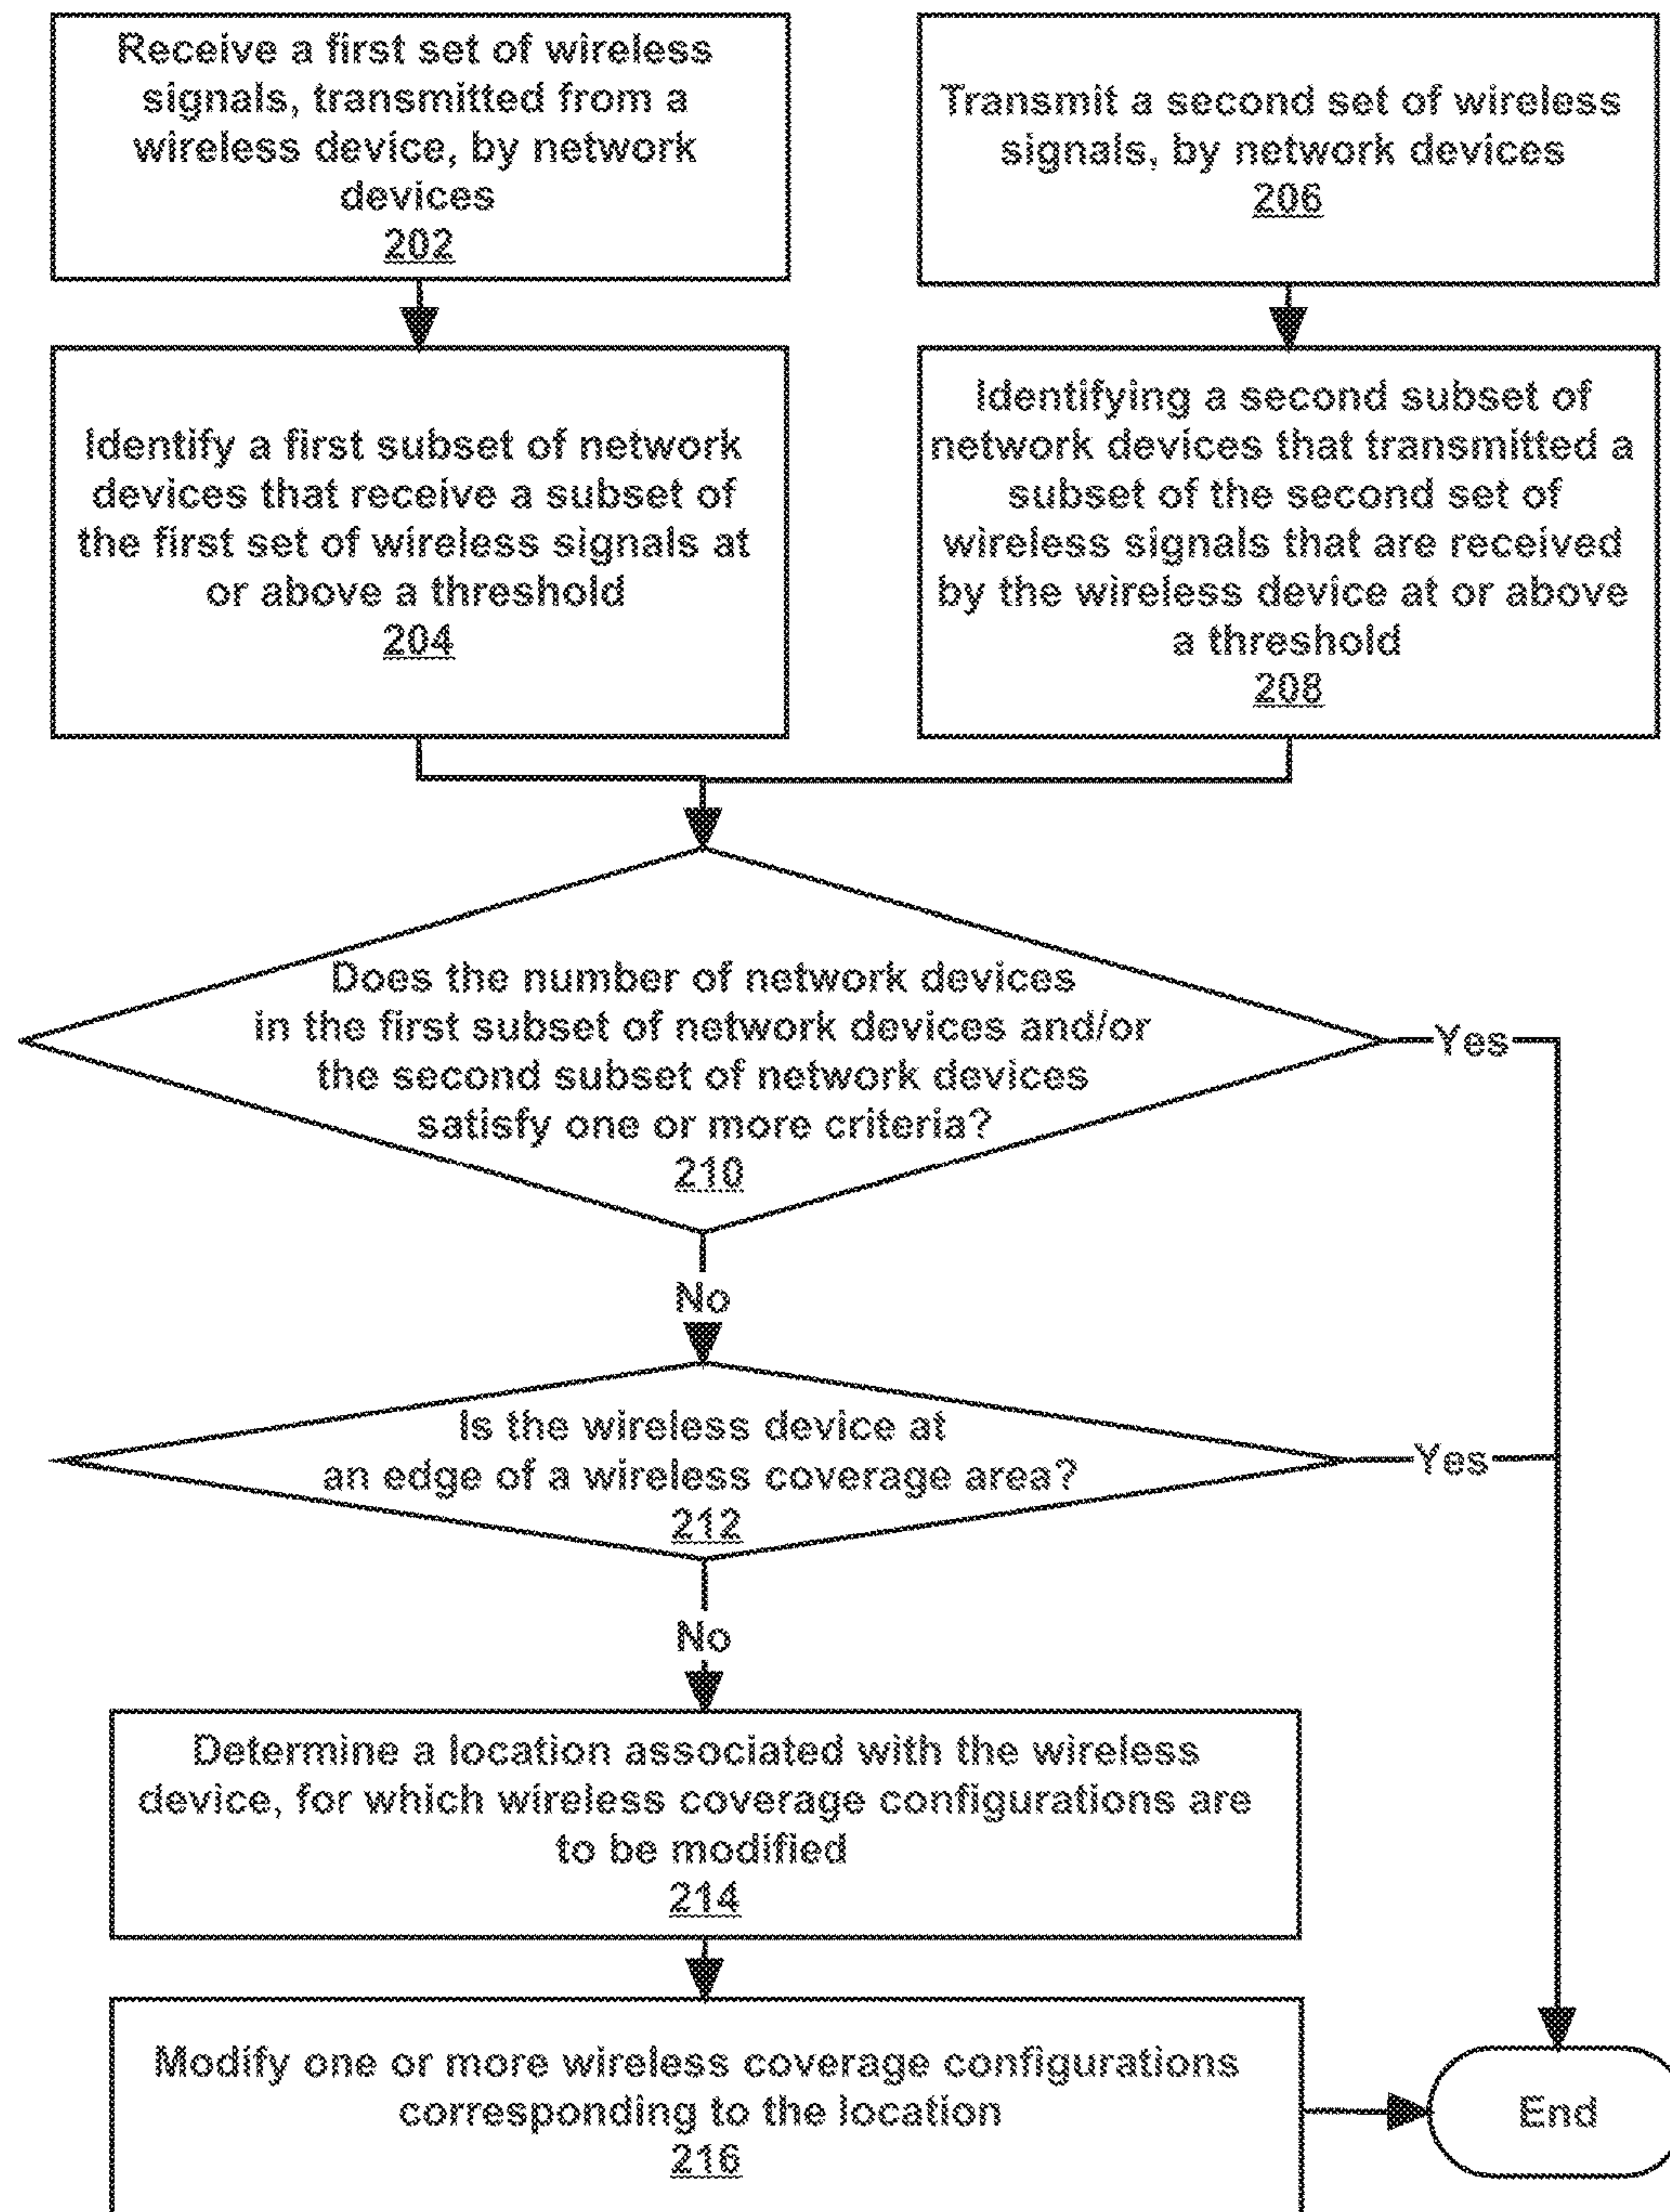 Receive a first set of wireless
signals, transmitted from a
wireless device, by network
devices
202
Transmit a second set of wireless
signals, by network devices
206
Identify a first subset of network
devices that receive a subset of
the first set of wireless signals at
or above a threshold
204
Identifying a second subset of
network devices that transmitted a
subset of the second set of
wireless signals that are received
by the wireless device at or above
a threshold
208
Does the number of network devices
in the first subset of network devices and/or
the second subset of network devices
satisfy one or more criteria?
210
Yes
No
Is the wireless device at
an edge of a wireless coverage area?
212
Yes
No
Determine a location associated with the wireless
device, for which wireless coverage configurations are
to be modified
214
Modify one or more wireless coverage configurations
corresponding to the location
216
End